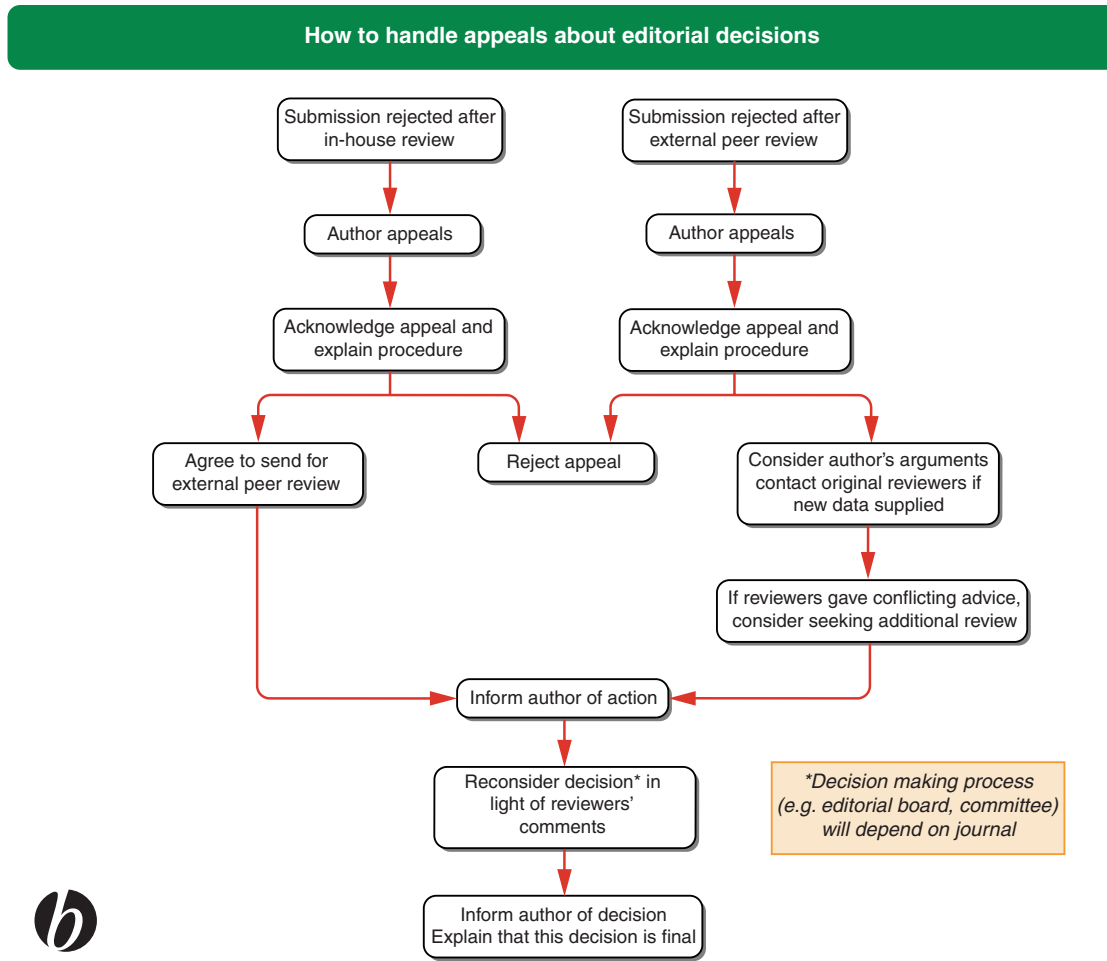 How to handle appeals about editorial decisions
Submission rejected after
in-house review
Submission rejected after
external peer review
Author appeals
Author appeals
Acknowledge appeal and
explain procedure
Acknowledge appeal and
explain procedure
Agree to send for
external peer review
Reject appeal
Consider author’s arguments
contact original reviewers if
new data supplied
If reviewers gave conflicting advice,
consider seeking additional review
Inform author of action
Reconsider decision* in
light of reviewers’
comments
*Decision making process
(e.g. editorial board, committee)
will depend on journal
Inform author of decision
Explain that this decision is final
b